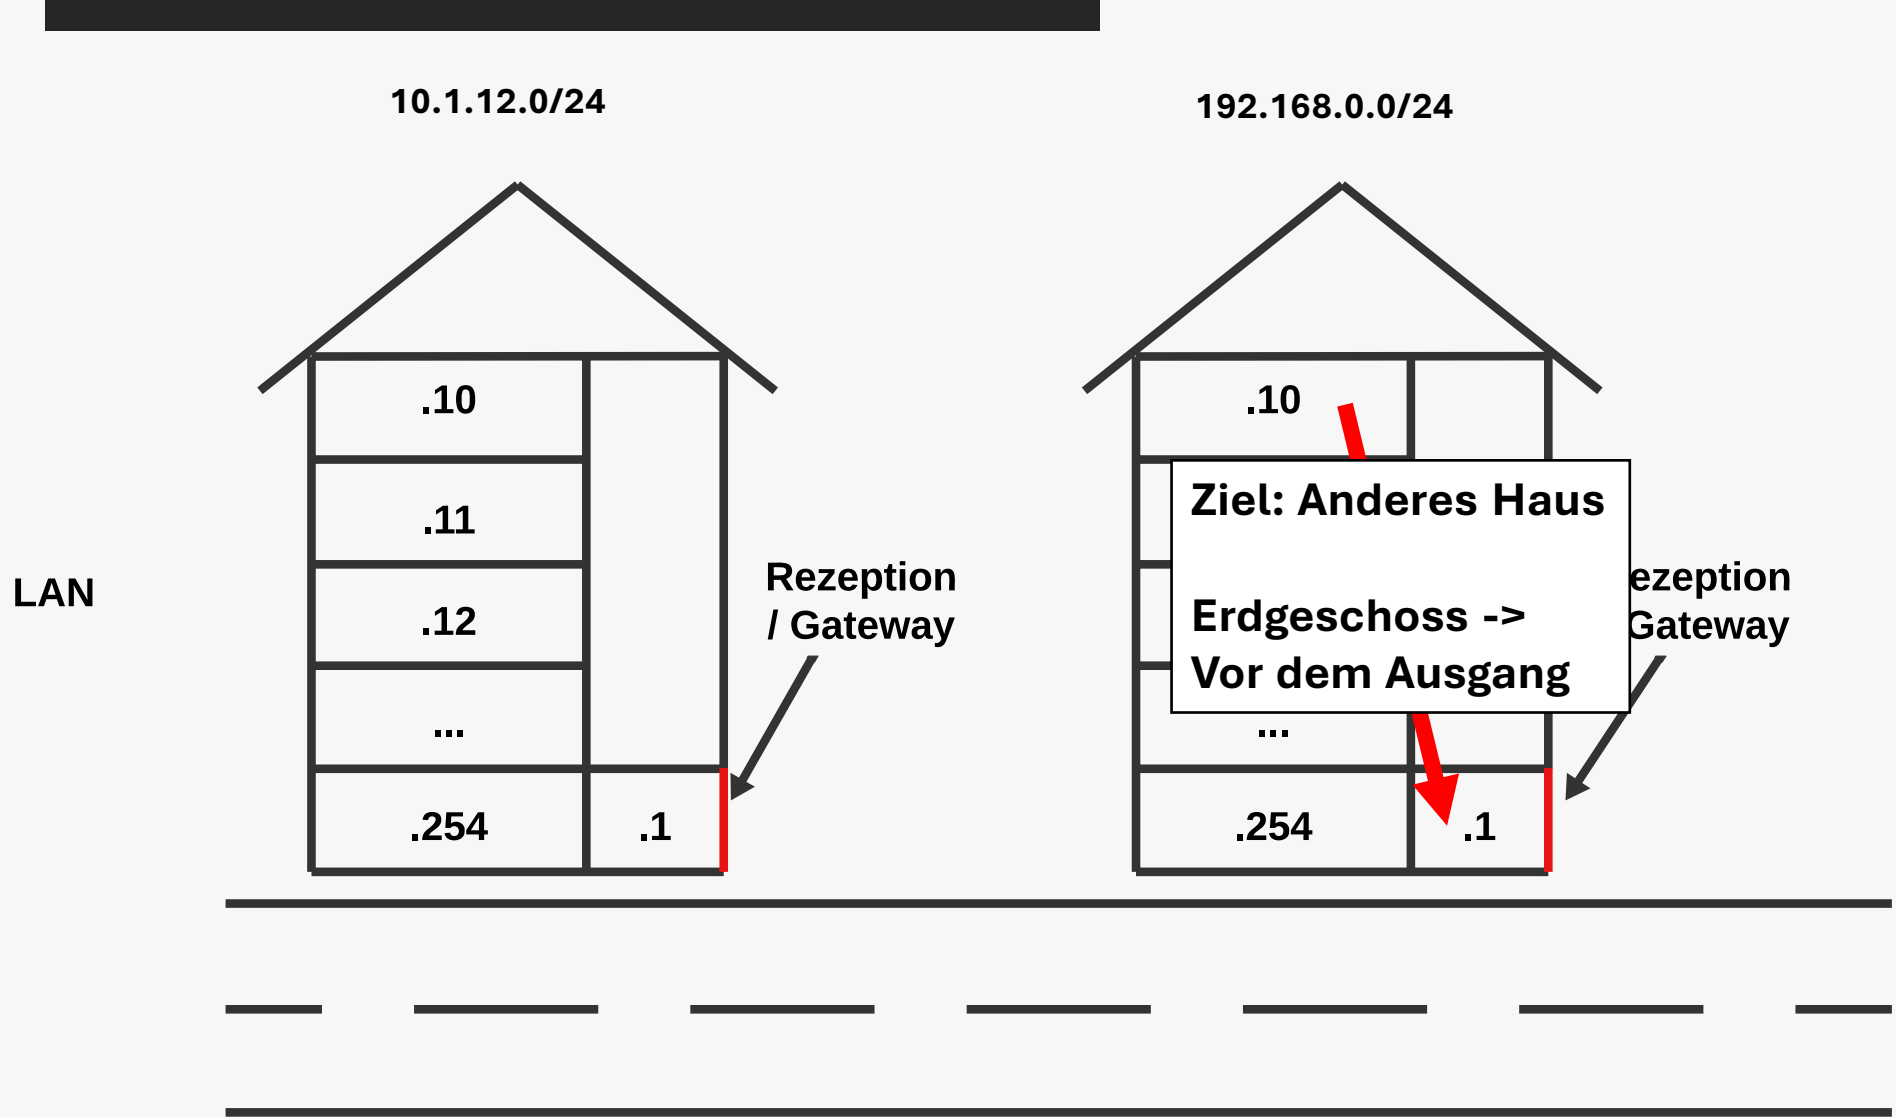 10.1.12.0/24
192.168.0.0/24
.10
.11
.12
...
.254
.1
Rezeption
/ Gateway
LAN
.10
Ziel: Anderes Haus
Erdgeschoss ->
Vor dem Ausgang
...
.254
.1
ezeption
Gateway